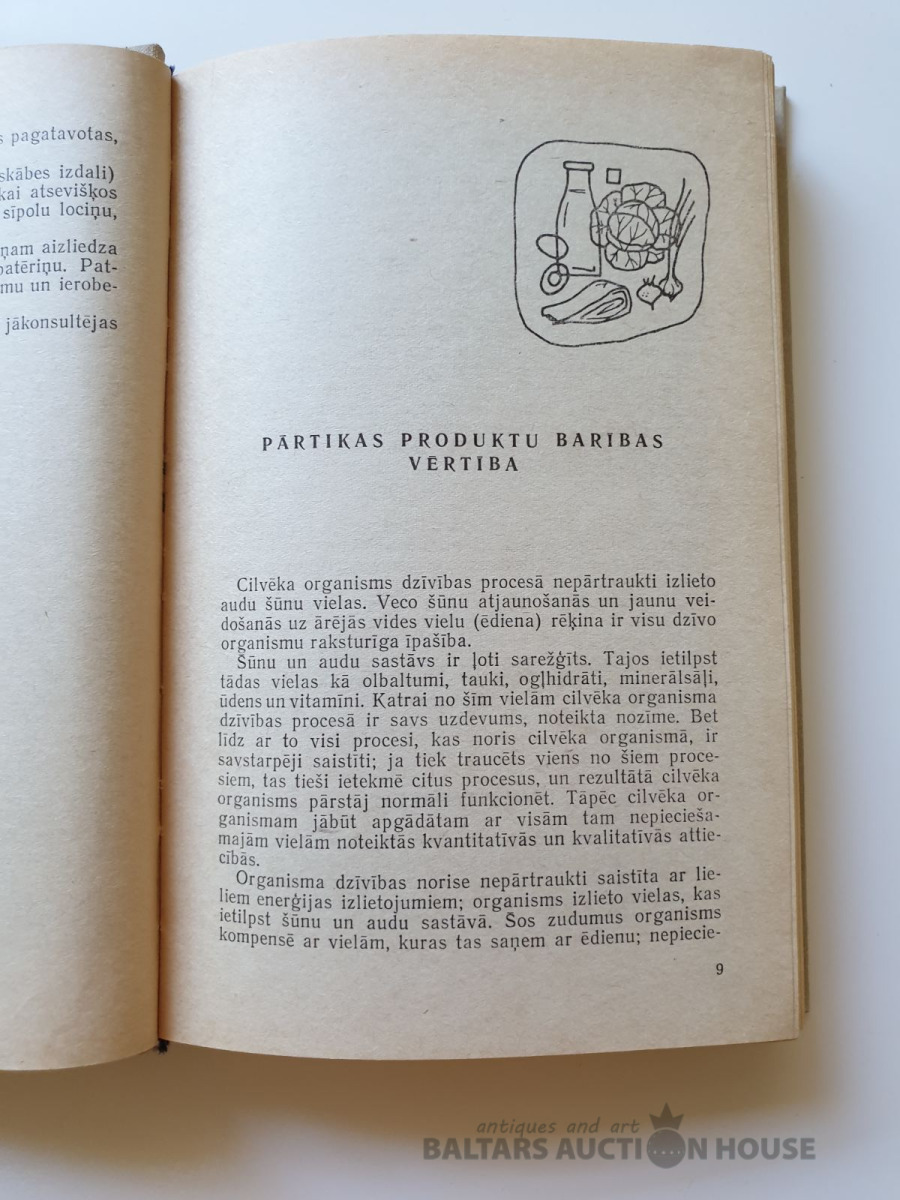 pagatavotas,
skābes izdali)
kai atsevišķos
sīpolu lociņu,
ņam aizliedza
patēriņu. Pat-
mu un ierobe-
jākonsultējas
PĀRTIKAS PRODUKTU BARĪBAS
VĒRTĪBA
Cilvēka organisms dzīvības procesā nepārtraukti izlieto
audu šūnu vielas. Veco šūnu atjaunošanās un jaunu vei-
došanās uz ārējās vides vielu (ēdiena) rēķina ir visu dzīvo
organismu raksturīga īpašība.
Šūnu un audu sastāvs ir ļoti sarežģīts. Tajos ietilpst
tādas vielas kā olbaltumi, tauki, ogļhidrāti, minerālsāļi,
ūdens un vitamīni. Katrai no šīm vielām cilvēka organisma
dzīvības procesā ir savs uzdevums, noteikta nozīme. Bet
līdz ar to visi procesi, kas noris cilvēka organismā, ir
savstarpēji saistīti; ja tiek traucēts viens no šiem proce-
siem, tas tieši ietekmē citus procesus, un rezultātā cilvēka
organisms pārstāj normāli funkcionēt. Tāpēc cilvēka or-
ganismam jābūt apgādātam ar visām tam nepieciеša-
majām vielām noteiktās kvantitatīvās un kvalitatīvās attie-
cībās.
Organisma dzīvības norise nepārtraukti saistīta ar lie-
liem enerģijas izlietojumiem; organisms izlieto vielas, kas
ietilpst šūnu un audu sastāvā. Šos zudumus organisms
kompensē ar vielām, kuras tas saņem ar ēdienu; nepiecie-
9
antiques and art
BALTARS AUCTION HOUSE